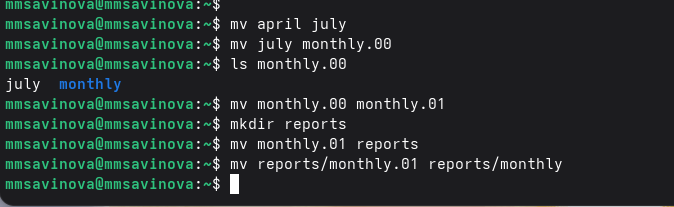 mmsavinova@mmsavinova:~$
mmsavinova@mmsavinova:~$ mv april july
mmsavinova@mmsavinova:~$ mv july monthly.00
mmsavinova@mmsavinova:~$ ls monthly.00
july  monthly
mmsavinova@mmsavinova:~$ mv monthly.00 monthly.01
mmsavinova@mmsavinova:~$ mkdir reports
mmsavinova@mmsavinova:~$ mv monthly.01 reports
mmsavinova@mmsavinova:~$ mv reports/monthly.01 reports/monthly
mmsavinova@mmsavinova:~$